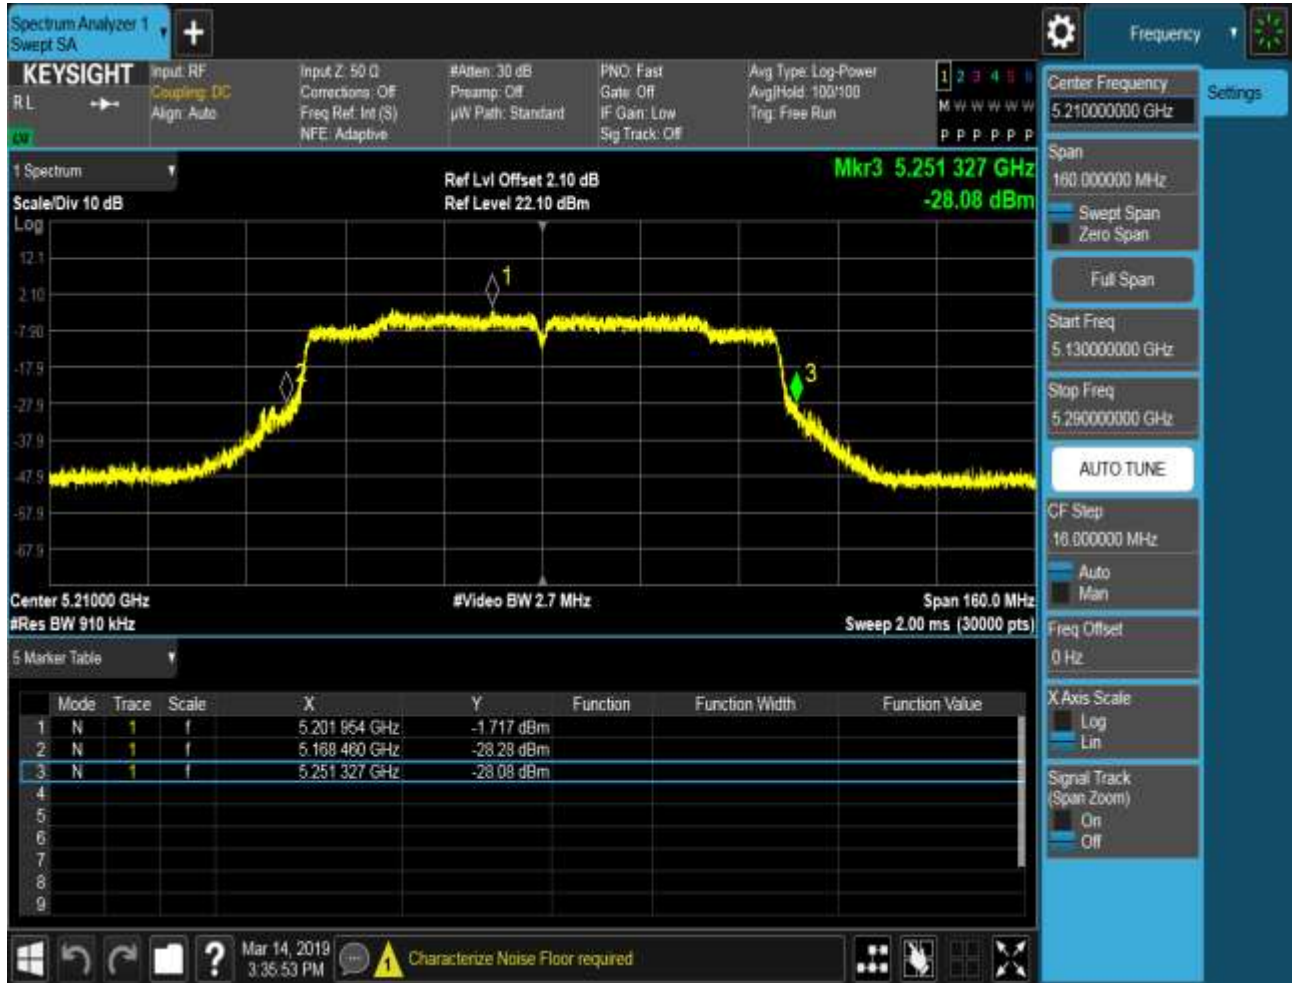 Spectrum Analyzer 1
Swept SA
+
Frequency
KEYSIGHT
RL
Input: RF
Coupling: DC
Align: Auto
Input Z: 50 Ω
Corrections: Off
Freq Ref: Int (S)
NFE: Adaptive
#Atten: 30 dB
Preamp: Off
µW Path: Standard
PNO: Fast
Gate: Off
IF Gain: Low
Sig Track: Off
Avg Type: Log-Power
Avg|Hold: 100/100
Trig: Free Run
1 2 3 4 5 6
M W W W W W
P P P P P P
1 Spectrum
Scale/Div 10 dB
Log
Ref Lvl Offset 2.10 dB
Ref Level 22.10 dBm
Mkr3 5.251 327 GHz
-28.08 dBm
12.1
2.10
-7.90
-17.9
-27.9
-37.9
-47.9
-57.9
-67.9
1
2
3
Center 5.21000 GHz
#Res BW 910 kHz
#Video BW 2.7 MHz
Span 160.0 MHz
Sweep 2.00 ms (30000 pts)
5 Marker Table
Mode Trace Scale X Y Function Function Width Function Value
1 N 1 f 5.201 954 GHz -1.717 dBm
2 N 1 f 5.168 460 GHz -28.28 dBm
3 N 1 f 5.251 327 GHz -28.08 dBm
4
5
6
7
8
9
Center Frequency
5.210000000 GHz
Settings
Span
160.000000 MHz
Swept Span
Zero Span
Full Span
Start Freq
5.130000000 GHz
Stop Freq
5.290000000 GHz
AUTO TUNE
CF Step
16.000000 MHz
Auto
Man
Freq Offset
0 Hz
X Axis Scale
Log
Lin
Signal Track
(Span Zoom)
On
Off
?
Mar 14, 2019
3:35:53 PM
1
Characterize Noise Floor required